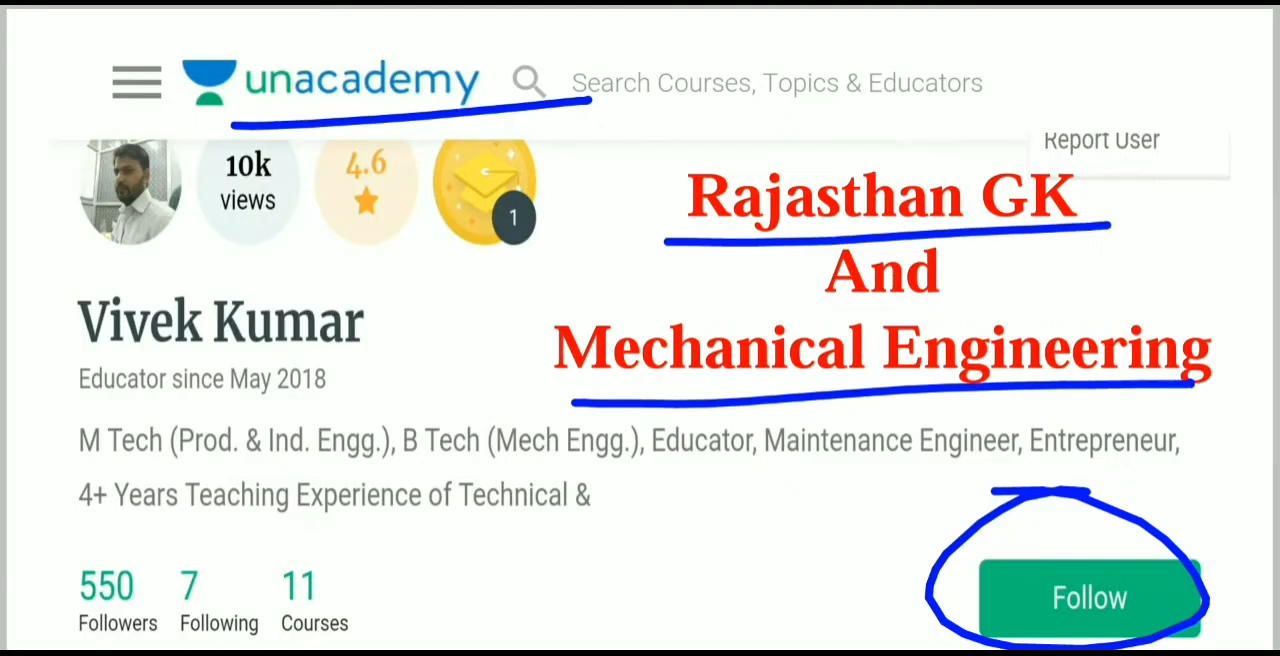 unacademy Search Courses, Topics & Educators
Report User
10k
views
4.6
1
Rajasthan GK
And
Mechanical Engineering
Vivek Kumar
Educator since May 2018
M Tech (Prod. & Ind. Engg.), B Tech (Mech Engg.), Educator, Maintenance Engineer, Entrepreneur,
4+ Years Teaching Experience of Technical &
550 7 11
Followers Following Courses
Follow